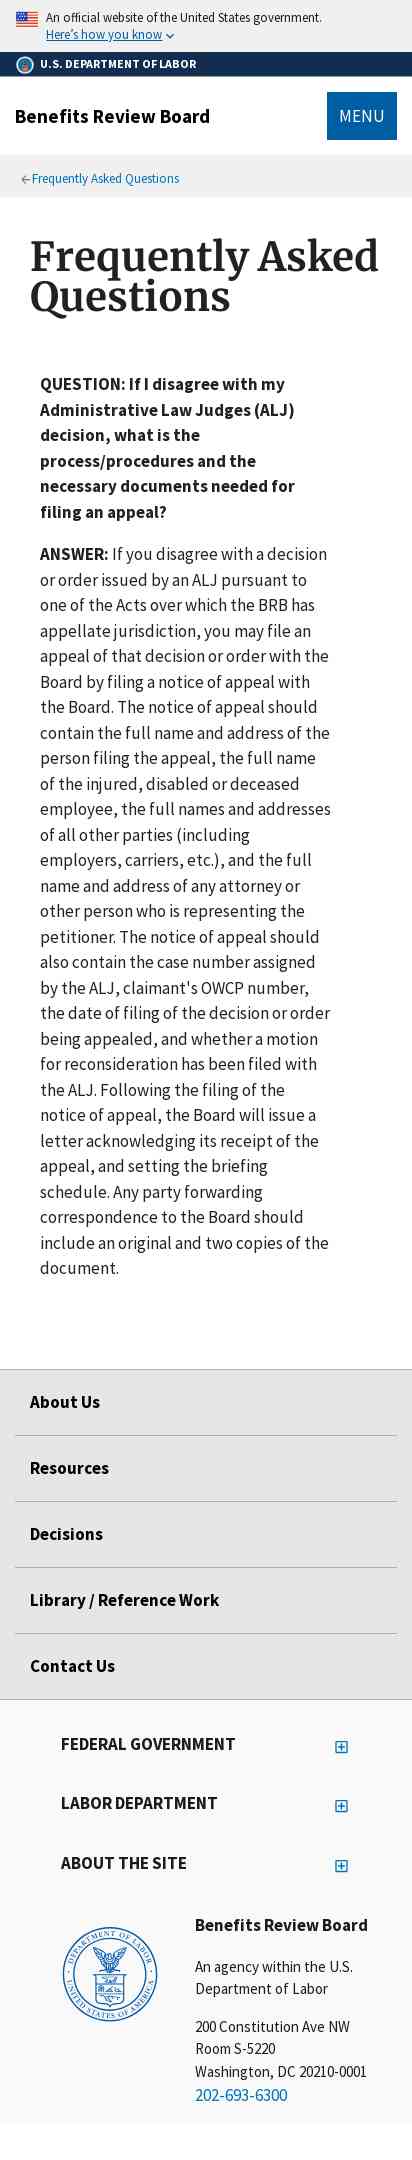 An official website of the United States government.
Here’s how you know
U.S. DEPARTMENT OF LABOR
Benefits Review Board
MENU
Frequently Asked Questions
Frequently Asked
Questions
QUESTION: If I disagree with my
Administrative Law Judges (ALJ)
decision, what is the
process/procedures and the
necessary documents needed for
filing an appeal?
ANSWER: If you disagree with a decision
or order issued by an ALJ pursuant to
one of the Acts over which the BRB has
appellate jurisdiction, you may file an
appeal of that decision or order with the
Board by filing a notice of appeal with
the Board. The notice of appeal should
contain the full name and address of the
person filing the appeal, the full name
of the injured, disabled or deceased
employee, the full names and addresses
of all other parties (including
employers, carriers, etc.), and the full
name and address of any attorney or
other person who is representing the
petitioner. The notice of appeal should
also contain the case number assigned
by the ALJ, claimant's OWCP number,
the date of filing of the decision or order
being appealed, and whether a motion
for reconsideration has been filed with
the ALJ. Following the filing of the
notice of appeal, the Board will issue a
letter acknowledging its receipt of the
appeal, and setting the briefing
schedule. Any party forwarding
correspondence to the Board should
include an original and two copies of the
document.
About Us
Resources
Decisions
Library / Reference Work
Contact Us
FEDERAL GOVERNMENT
LABOR DEPARTMENT
ABOUT THE SITE
DEPARTMENT OF LABOR
UNITED STATES OF AMERICA
Benefits Review Board
An agency within the U.S.
Department of Labor
200 Constitution Ave NW
Room S-5220
Washington, DC 20210-0001
202-693-6300